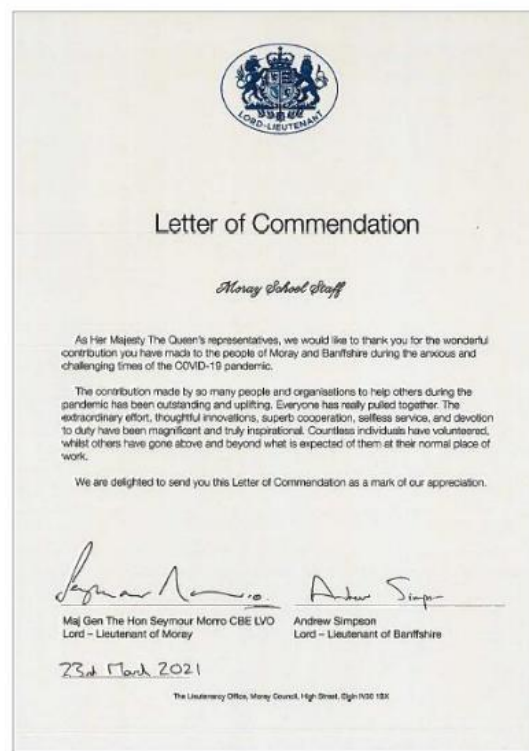 LORD-LIEUTENANT
Letter of Commendation
Moray School Staff
As Her Majesty The Queen's representatives, we would like to thank you for the wonderful
contribution you have made to the people of Moray and Banffshire during the anxious and
challenging times of the COVID-19 pandemic.
The contribution made by so many people and organisations to help others during the
pandemic has been outstanding and uplifting. Everyone has really pulled together. The
extraordinary effort, thoughtful innovations, superb cooperation, selfless service, and devotion
to duty have been magnificent and truly inspirational. Countless individuals have volunteered,
whilst others have gone above and beyond what is expected of them at their normal place of
work.
We are delighted to send you this Letter of Commendation as a mark of our appreciation.
Seymour Monro
Andrew Simpson
Maj Gen The Hon Seymour Monro CBE LVO
Lord – Lieutenant of Moray
Andrew Simpson
Lord – Lieutenant of Banffshire
23rd March 2021
The Lieutenancy Office, Moray Council, High Street, Elgin IV30 1BX